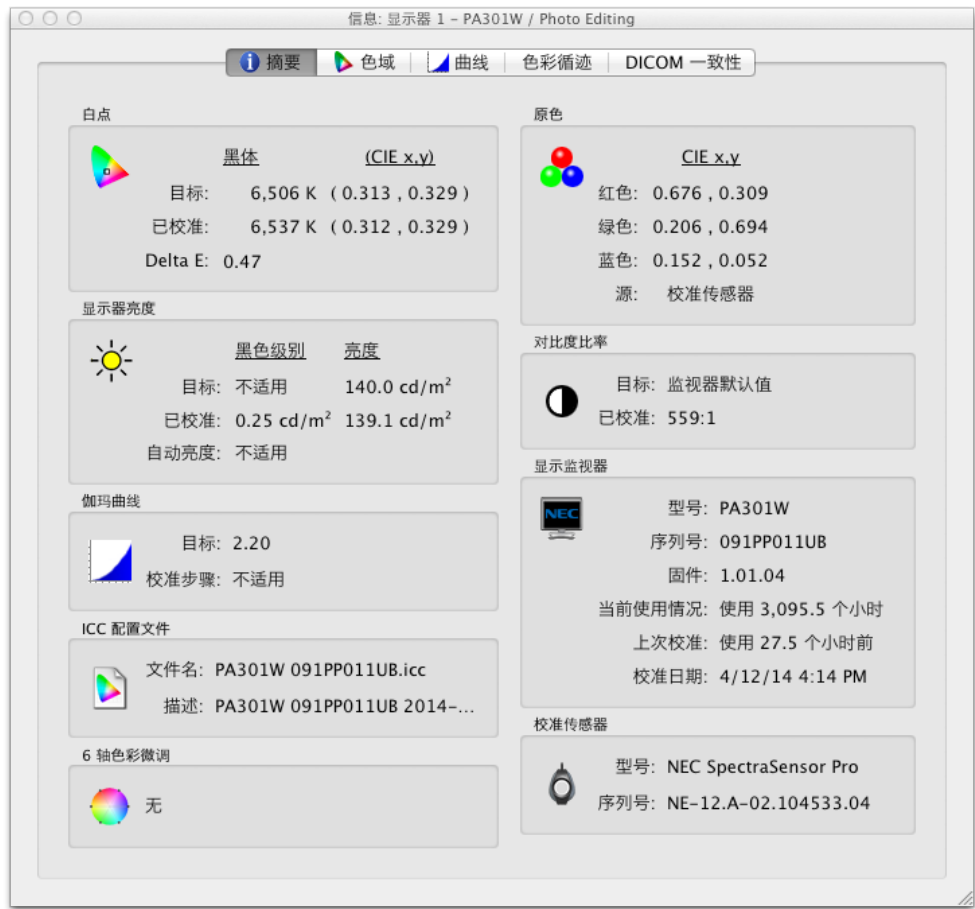 信息: 显示器 1 – PA301W / Photo Editing
摘要 色域 曲线 色彩循迹 DICOM 一致性
白点
黑体 (CIE x,y)
目标: 6,506 K ( 0.313 , 0.329 )
已校准: 6,537 K ( 0.312 , 0.329 )
Delta E: 0.47
显示器亮度
黑色级别 亮度
目标: 不适用 140.0 cd/m²
已校准: 0.25 cd/m² 139.1 cd/m²
自动亮度: 不适用
伽玛曲线
目标: 2.20
校准步骤: 不适用
ICC 配置文件
文件名: PA301W 091PP011UB.icc
描述: PA301W 091PP011UB 2014-...
6 轴色彩微调
无
原色
CIE x,y
红色: 0.676 , 0.309
绿色: 0.206 , 0.694
蓝色: 0.152 , 0.052
源: 校准传感器
对比度比率
目标: 监视器默认值
已校准: 559:1
显示监视器
NEC
型号: PA301W
序列号: 091PP011UB
固件: 1.01.04
当前使用情况: 使用 3,095.5 个小时
上次校准: 使用 27.5 个小时前
校准日期: 4/12/14 4:14 PM
校准传感器
型号: NEC SpectraSensor Pro
序列号: NE-12.A-02.104533.04